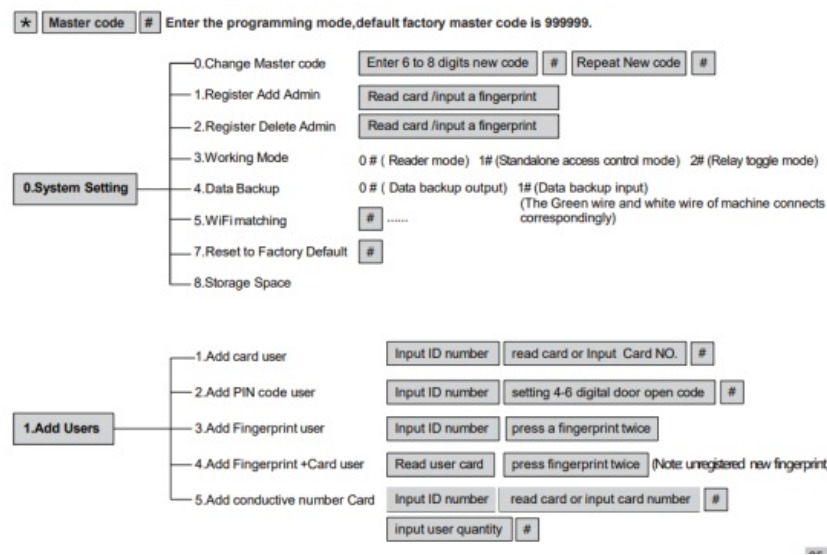 * Master code # Enter the programming mode,default factory master code is 999999.
0.System Setting
0.Change Master code Enter 6 to 8 digits new code # Repeat New code #
1.Register Add Admin Read card /input a fingerprint
2.Register Delete Admin Read card /input a fingerprint
3.Working Mode 0 # ( Reader mode) 1# (Standalone access control mode) 2# (Relay toggle mode)
4.Data Backup 0 # ( Data backup output) 1# (Data backup input)
(The Green wire and white wire of machine connects
correspondingly)
5.WiFi matching # ......
7.Reset to Factory Default #
8.Storage Space
1.Add Users
1.Add card user Input ID number read card or Input Card NO. #
2.Add PIN code user Input ID number setting 4-6 digital door open code #
3.Add Fingerprint user Input ID number press a fingerprint twice
4.Add Fingerprint +Card user Read user card press fingerprint twice (Note: unregistered new fingerprint
5.Add conductive number Card Input ID number read card or input card number #
input user quantity #